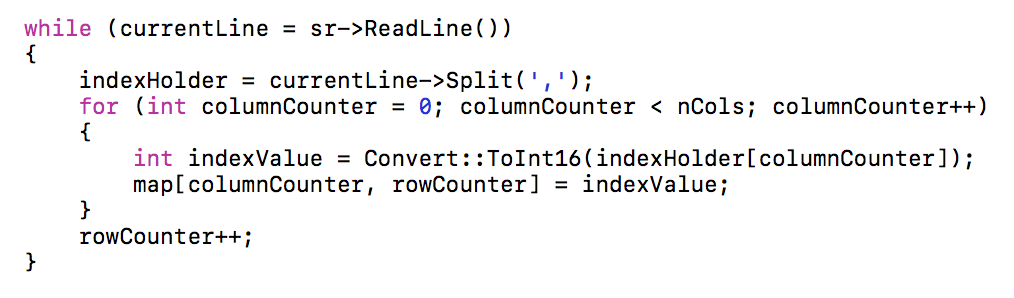 while (currentLine = sr->ReadLine())
{
    indexHolder = currentLine->Split(',');
    for (int columnCounter = 0; columnCounter < nCols; columnCounter++)
    {
        int indexValue = Convert::ToInt16(indexHolder[columnCounter]);
        map[columnCounter, rowCounter] = indexValue;
    }
    rowCounter++;
}